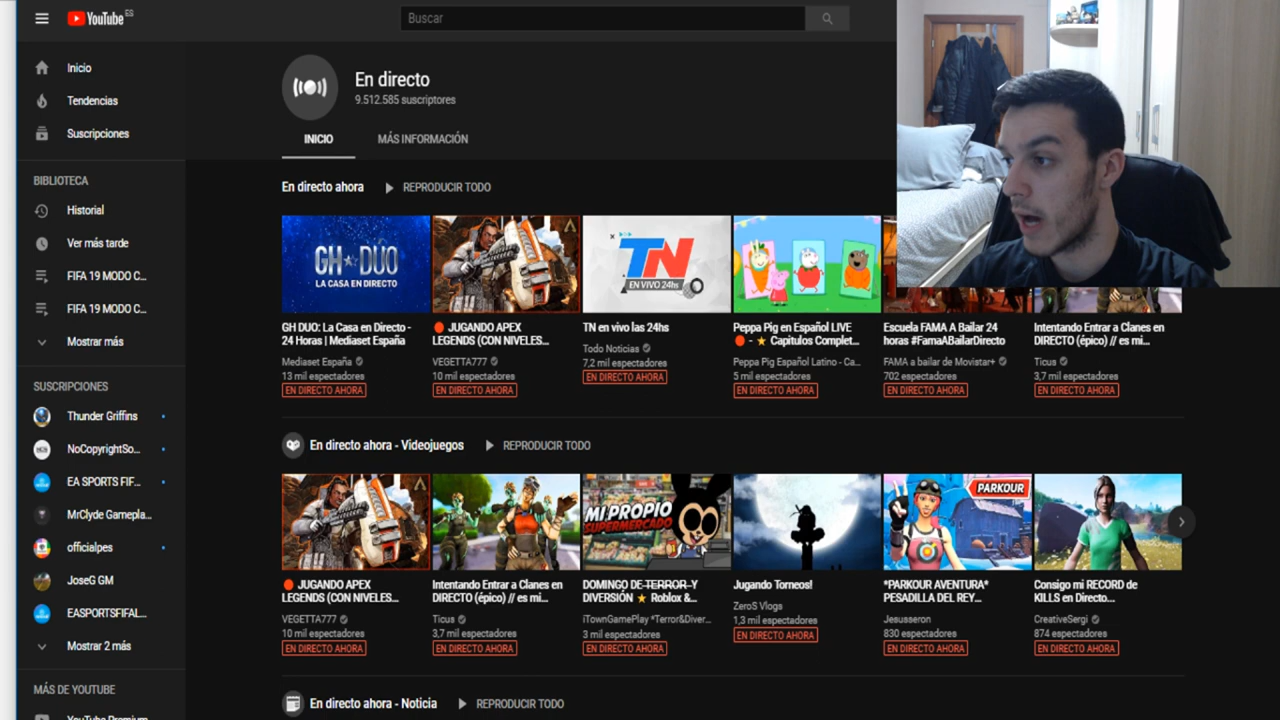 YouTube ES
Buscar
Inicio
Tendencias
Suscripciones
BIBLIOTECA
Historial
Ver más tarde
FIFA 19 MODO C...
FIFA 19 MODO C...
Mostrar más
SUSCRIPCIONES
Thunder Griffins
NoCopyrightSo...
EA SPORTS FIF...
MrClyde Gamepla...
officialpes
JoseG GM
EASPORTSFIFAL...
Mostrar 2 más
MÁS DE YOUTUBE
YouTube Premium
En directo
9.512.585 suscriptores
INICIO
MÁS INFORMACIÓN
En directo ahora
REPRODUCIR TODO
GH DÚO
LA CASA EN DIRECTO
GH DUO: La Casa en Directo -
24 Horas | Mediaset España
Mediaset España
13 mil espectadores
EN DIRECTO AHORA
JUGANDO APEX
LEGENDS (CON NIVELES...
VEGETTA777
10 mil espectadores
EN DIRECTO AHORA
TN
EN VIVO 24hs
TN en vivo las 24hs
Todo Noticias
7,2 mil espectadores
EN DIRECTO AHORA
Peppa Pig en Español LIVE
- ⭐ Capitulos Complet...
Peppa Pig Español Latino - Ca...
5 mil espectadores
EN DIRECTO AHORA
Escuela FAMA A Bailar 24
horas #FamaABailarDirecto
FAMA a bailar de Movistar+
702 espectadores
EN DIRECTO AHORA
Intentando Entrar a Clanes en
DIRECTO (épico) // es mi...
Ticus
3,7 mil espectadores
EN DIRECTO AHORA
En directo ahora - Videojuegos
REPRODUCIR TODO
JUGANDO APEX
LEGENDS (CON NIVELES...
VEGETTA777
10 mil espectadores
EN DIRECTO AHORA
Intentando Entrar a Clanes en
DIRECTO (épico) // es mi...
Ticus
3,7 mil espectadores
EN DIRECTO AHORA
MI PROPIO
SUPERMERCADO
DOMINGO DE TERROR Y
DIVERSIÓN ⭐ Roblox &...
iTownGamePlay *Terror&Diver...
3 mil espectadores
EN DIRECTO AHORA
Jugando Torneos!
ZeroS Vlogs
1,3 mil espectadores
EN DIRECTO AHORA
PARKOUR
*PARKOUR AVENTURA*
PESADILLA DEL REY...
Jesusseron
830 espectadores
EN DIRECTO AHORA
Consigo mi RECORD de
KILLS en Directo...
CreativeSergi
874 espectadores
EN DIRECTO AHORA
En directo ahora - Noticia
REPRODUCIR TODO